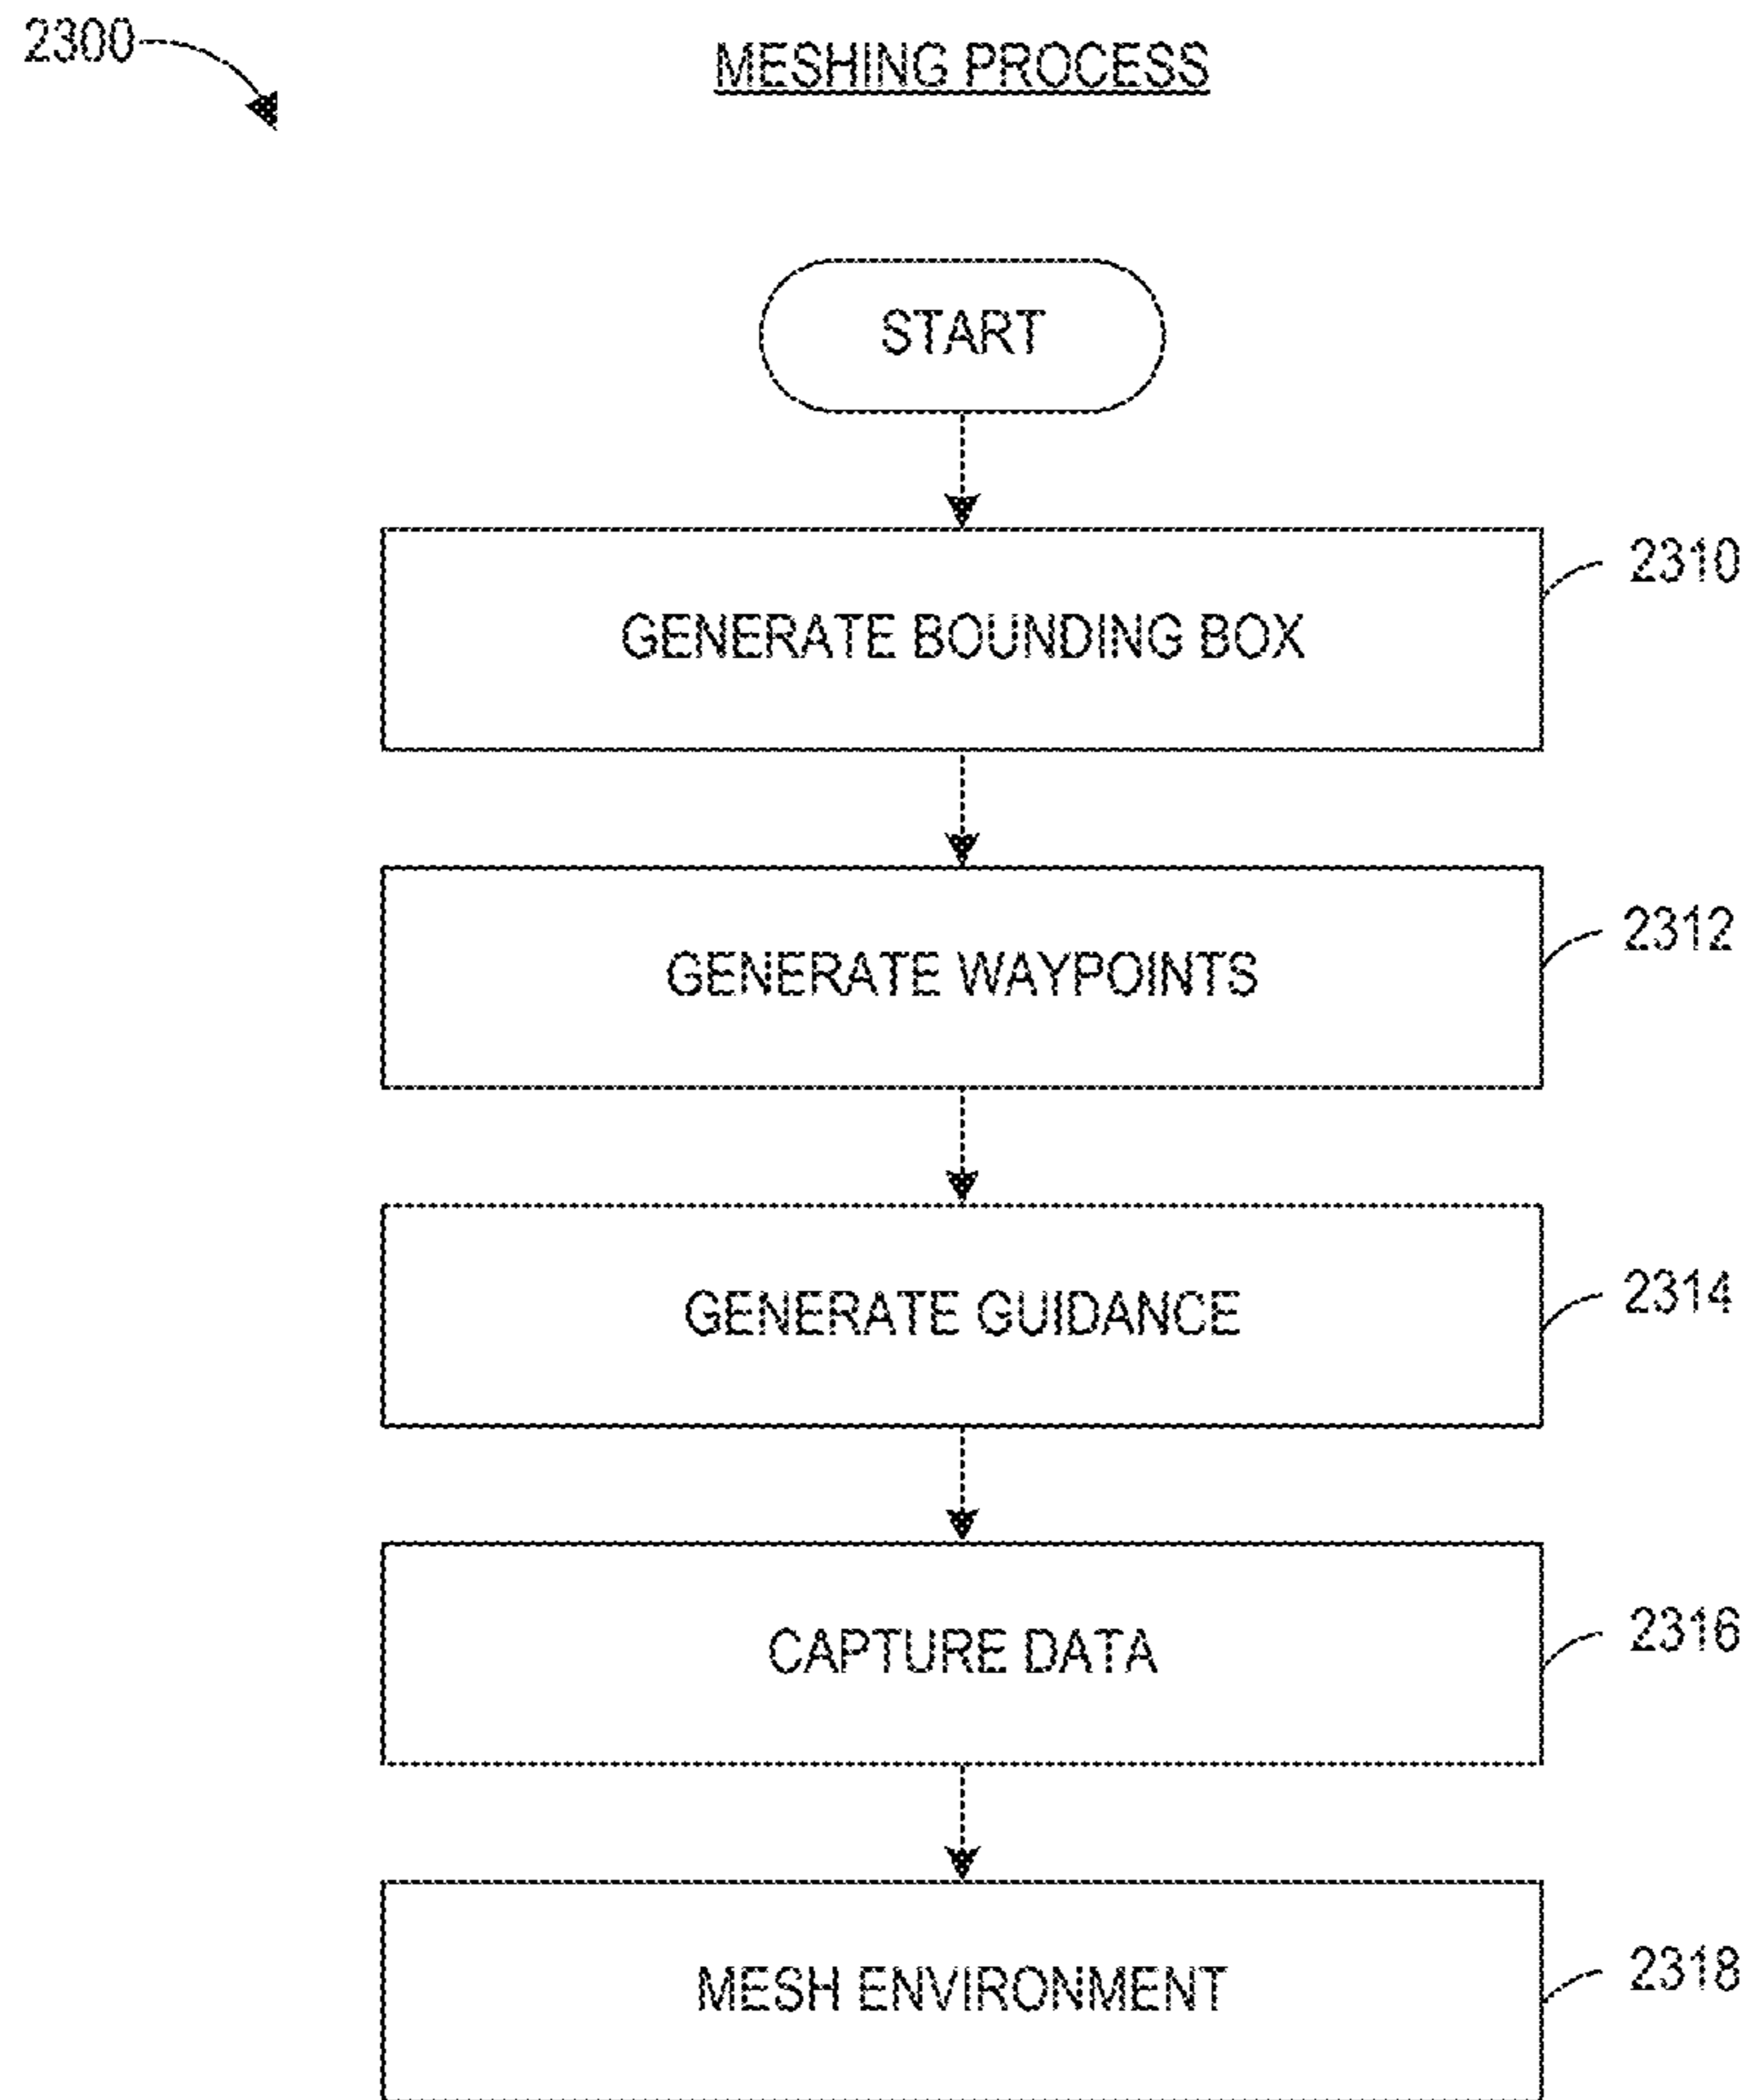 2300
MESHING PROCESS
START
GENERATE BOUNDING BOX
2310
GENERATE WAYPOINTS
2312
GENERATE GUIDANCE
2314
CAPTURE DATA
2316
MESH ENVIRONMENT
2318